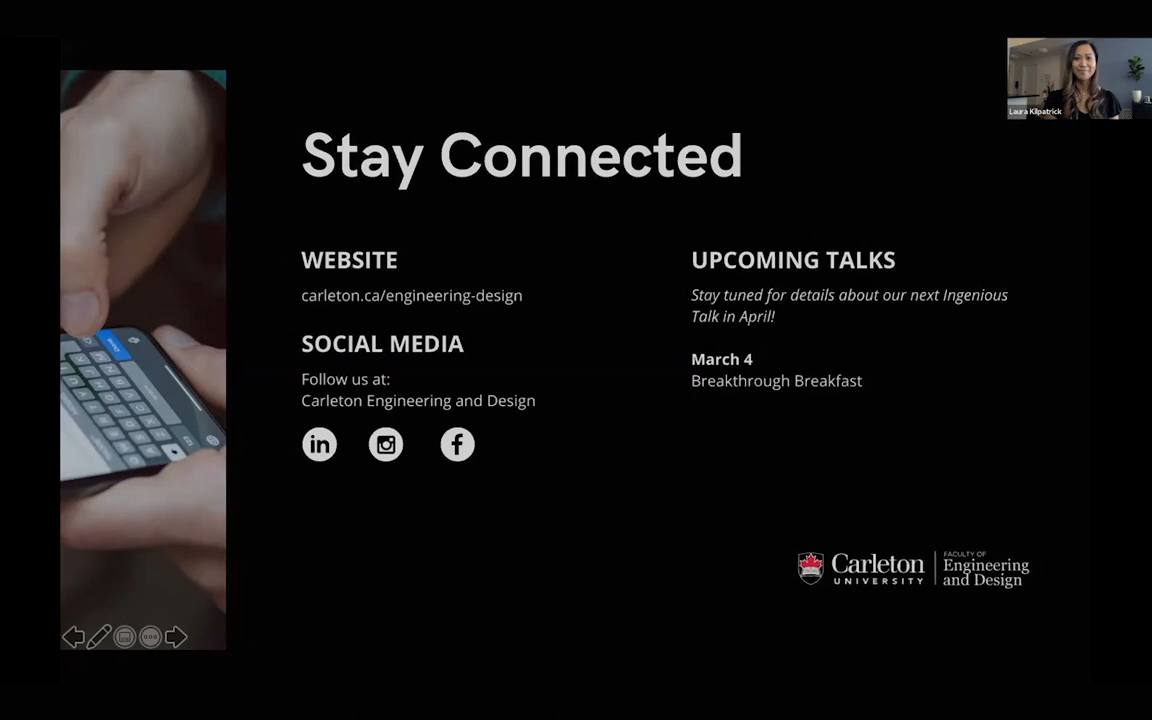 Laura Kilpatrick
Stay Connected
WEBSITE
carleton.ca/engineering-design
SOCIAL MEDIA
Follow us at:
Carleton Engineering and Design
in
f
UPCOMING TALKS
Stay tuned for details about our next Ingenious
Talk in April!
March 4
Breakthrough Breakfast
Carleton
UNIVERSITY
FACULTY OF
Engineering
and Design